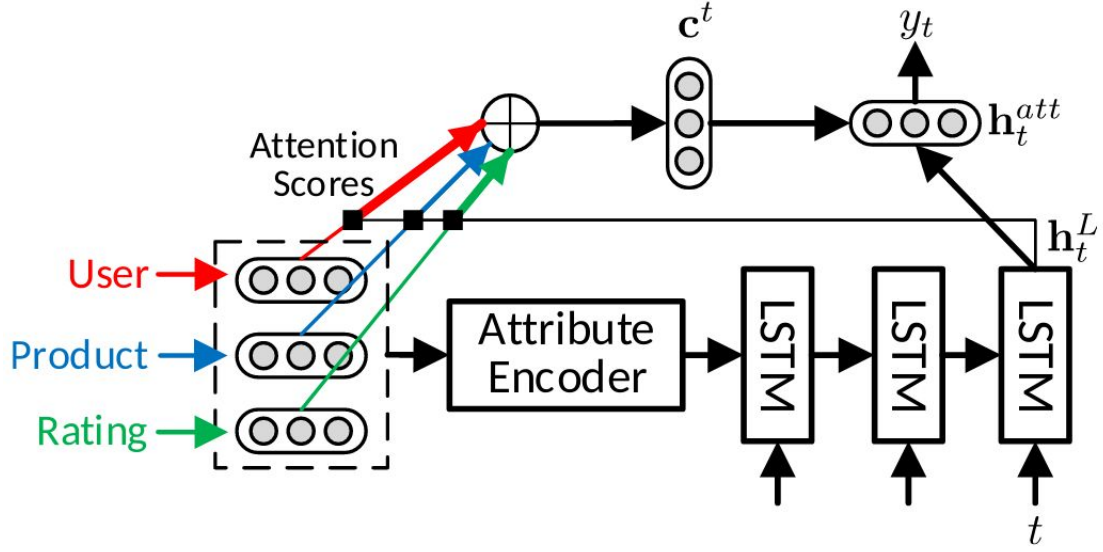 c^t
y_t
h_t^{att}
Attention
Scores
h_t^L
User
Product
Rating
Attribute
Encoder
LSTM
LSTM
LSTM
t